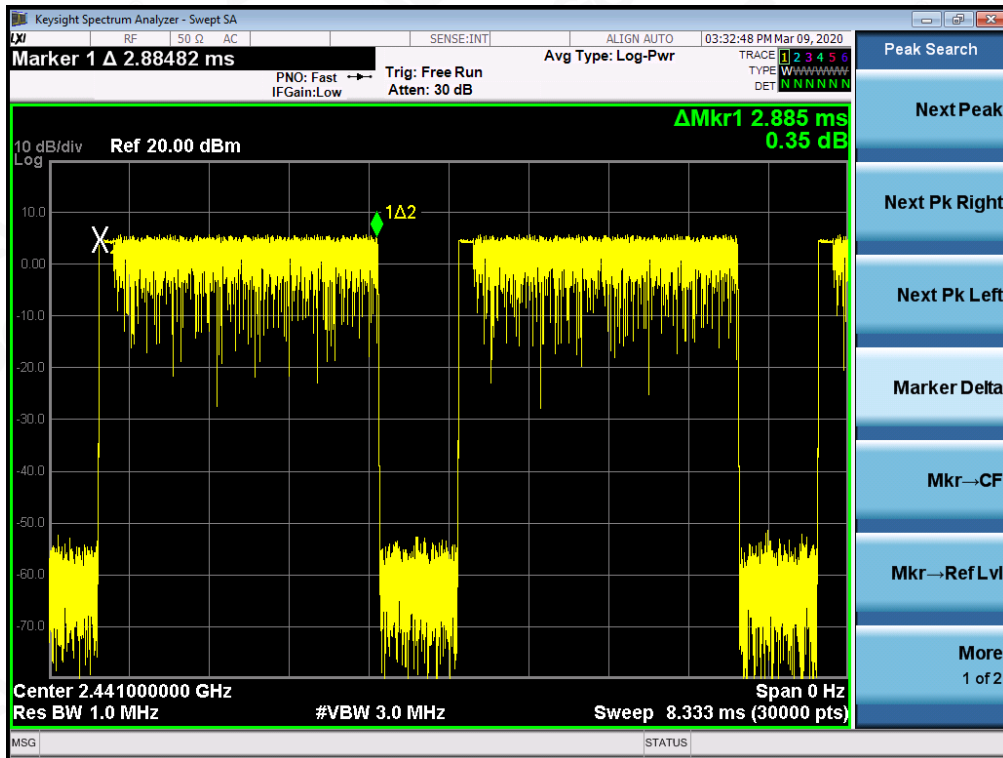 Keysight Spectrum Analyzer - Swept SA
LXI RF 50 Ω AC SENSE:INT ALIGN AUTO 03:32:48 PM Mar 09, 2020
Marker 1 Δ 2.88482 ms
PNO: Fast
IFGain:Low
Trig: Free Run
Atten: 30 dB
Avg Type: Log-Pwr
TRACE 1 2 3 4 5 6
TYPE WWWWWW
DET N N N N N N
Peak Search
ΔMkr1 2.885 ms
0.35 dB
10 dB/div Ref 20.00 dBm
Log
10.0
0.00
-10.0
-20.0
-30.0
-40.0
-50.0
-60.0
-70.0
1Δ2
Center 2.441000000 GHz Span 0 Hz
Res BW 1.0 MHz #VBW 3.0 MHz Sweep 8.333 ms (30000 pts)
MSG STATUS
Next Peak
Next Pk Right
Next Pk Left
Marker Delta
Mkr→CF
Mkr→Ref Lvl
More
1 of 2